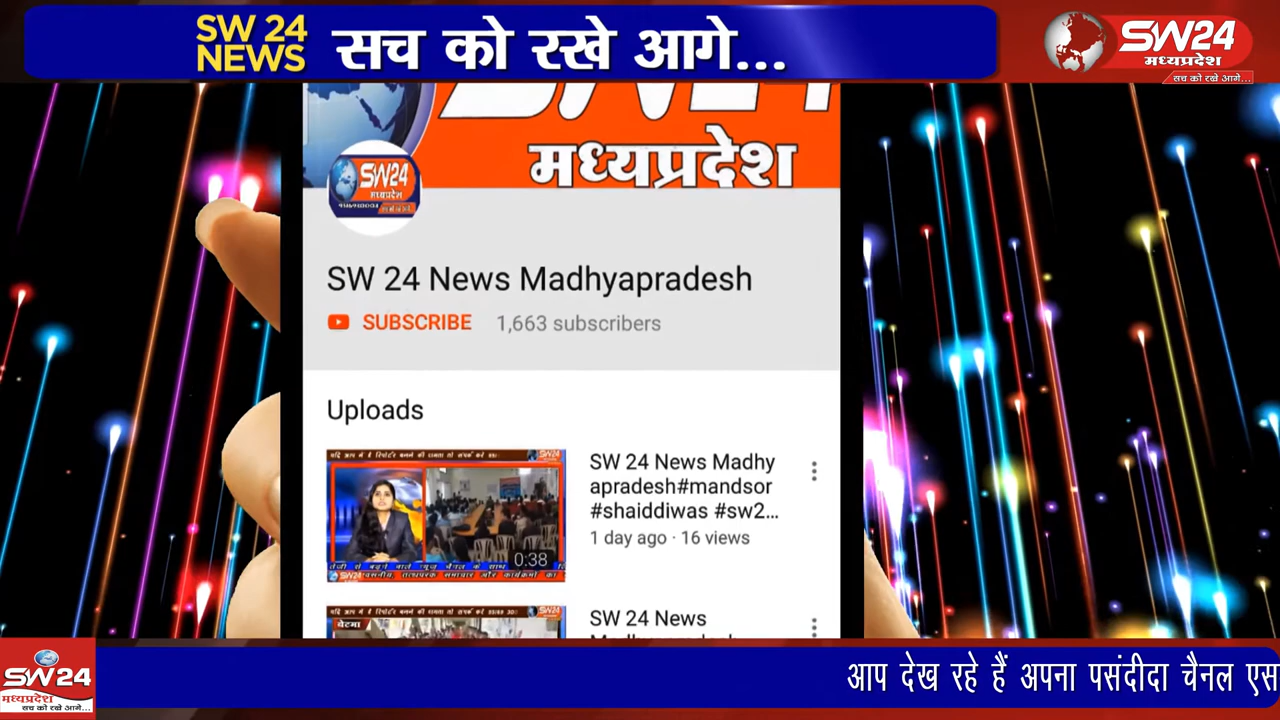 SW 24
NEWS
सच को रखे आगे...
SW24
मध्यप्रदेश
सच को रखे आगे...
मध्यप्रदेश
SW24
मध्यप्रदेश
SW 24 News Madhyapradesh
SUBSCRIBE 1,663 subscribers
Uploads
SW 24 News Madhy
apradesh#mandsor
#shaiddiwas #sw2...
1 day ago · 16 views
0:38
SW 24 News
SW24
मध्यप्रदेश
सच को रखे आगे...
आप देख रहे हैं अपना पसंदीदा चैनल एस